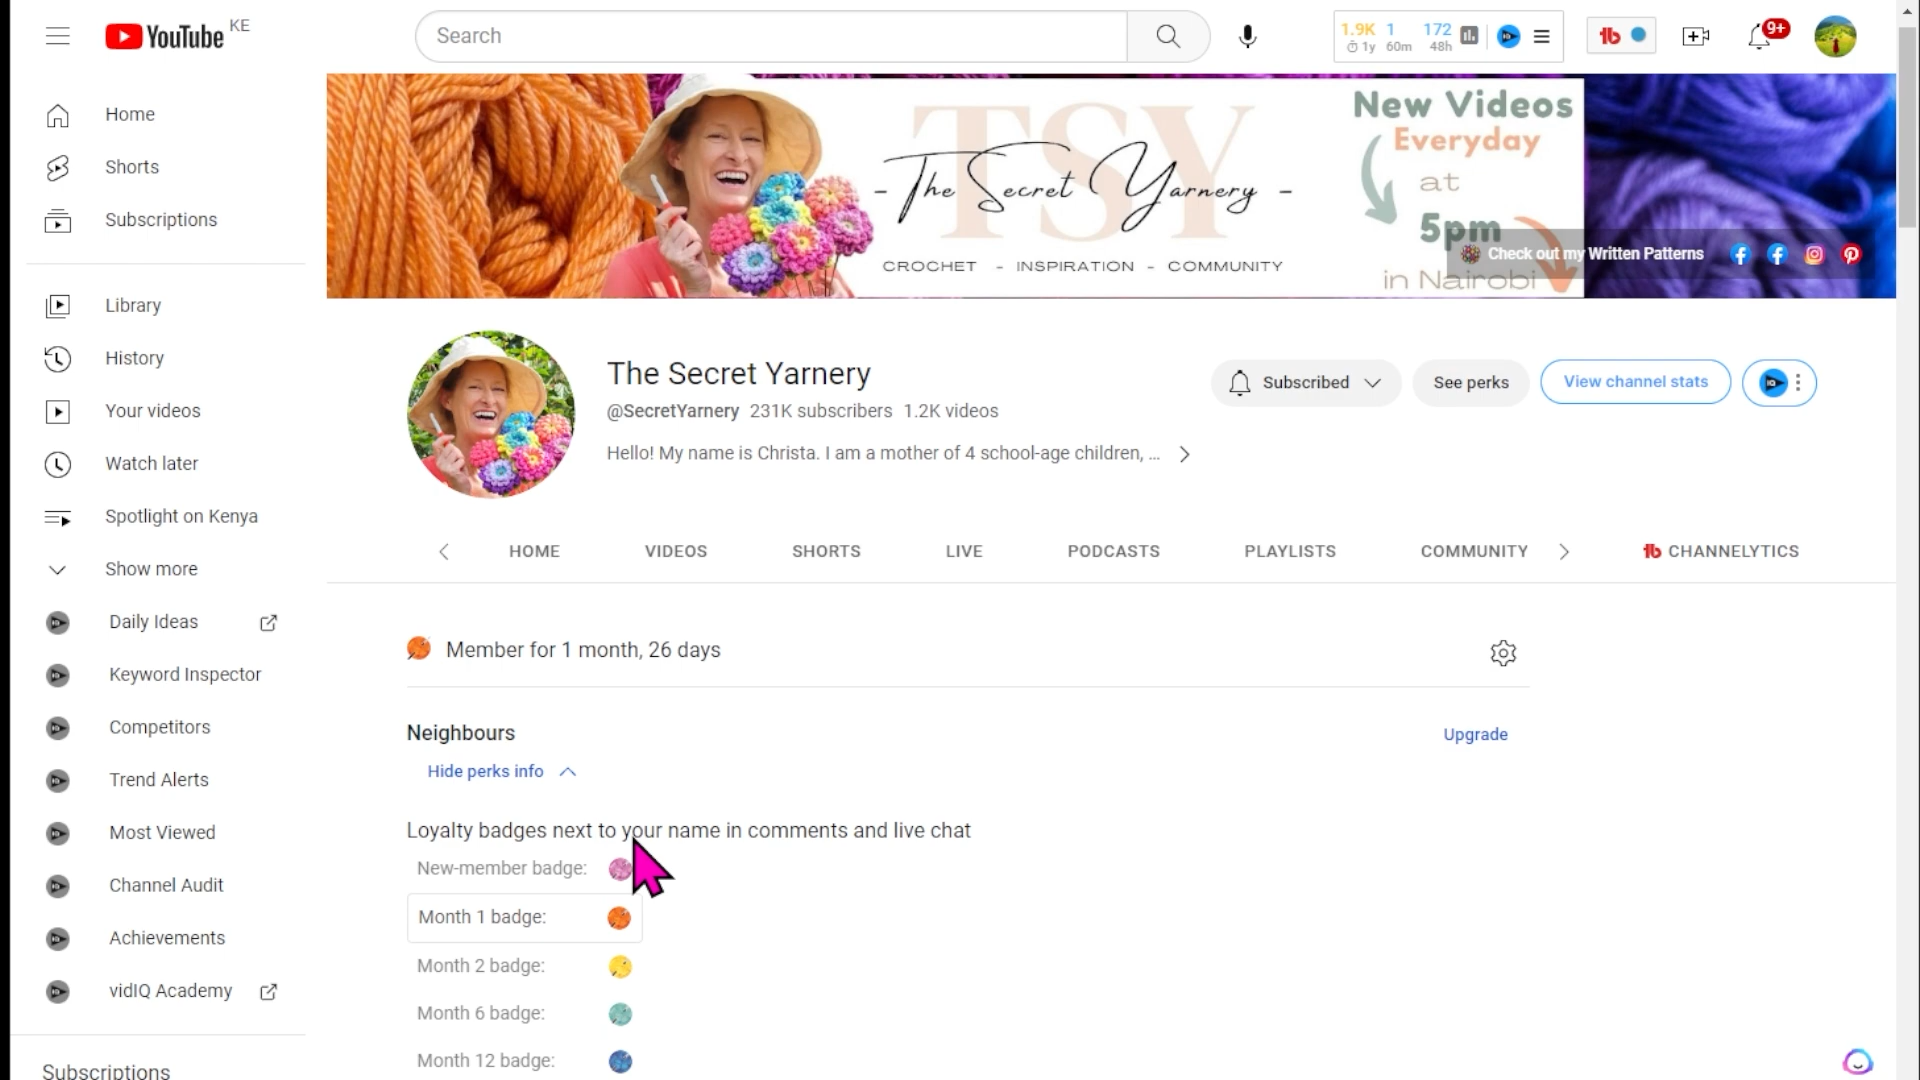 YouTube KE
Search
1.9K 1 172
1y 60m 48h
9+
Home
Shorts
Subscriptions
Library
History
Your videos
Watch later
Spotlight on Kenya
Show more
Daily Ideas
Keyword Inspector
Competitors
Trend Alerts
Most Viewed
Channel Audit
Achievements
vidIQ Academy
Subscriptions
TSY
- The Secret Yarnery -
CROCHET - INSPIRATION - COMMUNITY
New Videos
Everyday
at
5pm
in Nairobi
Check out my Written Patterns
The Secret Yarnery
@SecretYarnery 231K subscribers 1.2K videos
Hello! My name is Christa. I am a mother of 4 school-age children, ...
Subscribed
See perks
View channel stats
HOME VIDEOS SHORTS LIVE PODCASTS PLAYLISTS COMMUNITY CHANNELYTICS
Member for 1 month, 26 days
Neighbours
Upgrade
Hide perks info
Loyalty badges next to your name in comments and live chat
New-member badge:
Month 1 badge:
Month 2 badge:
Month 6 badge:
Month 12 badge: